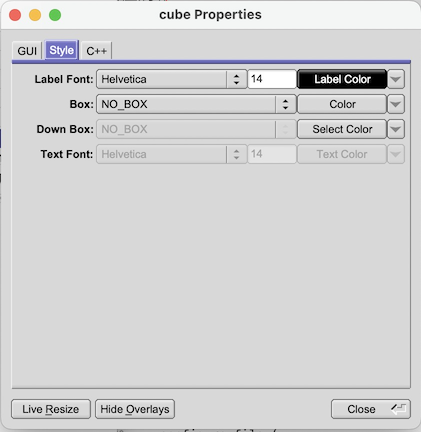 cube Properties
GUI Style C++
Label Font: Helvetica 14 Label Color
Box: NO_BOX Color
Down Box: NO_BOX Select Color
Text Font: Helvetica 14 Text Color
Live Resize Hide Overlays Close